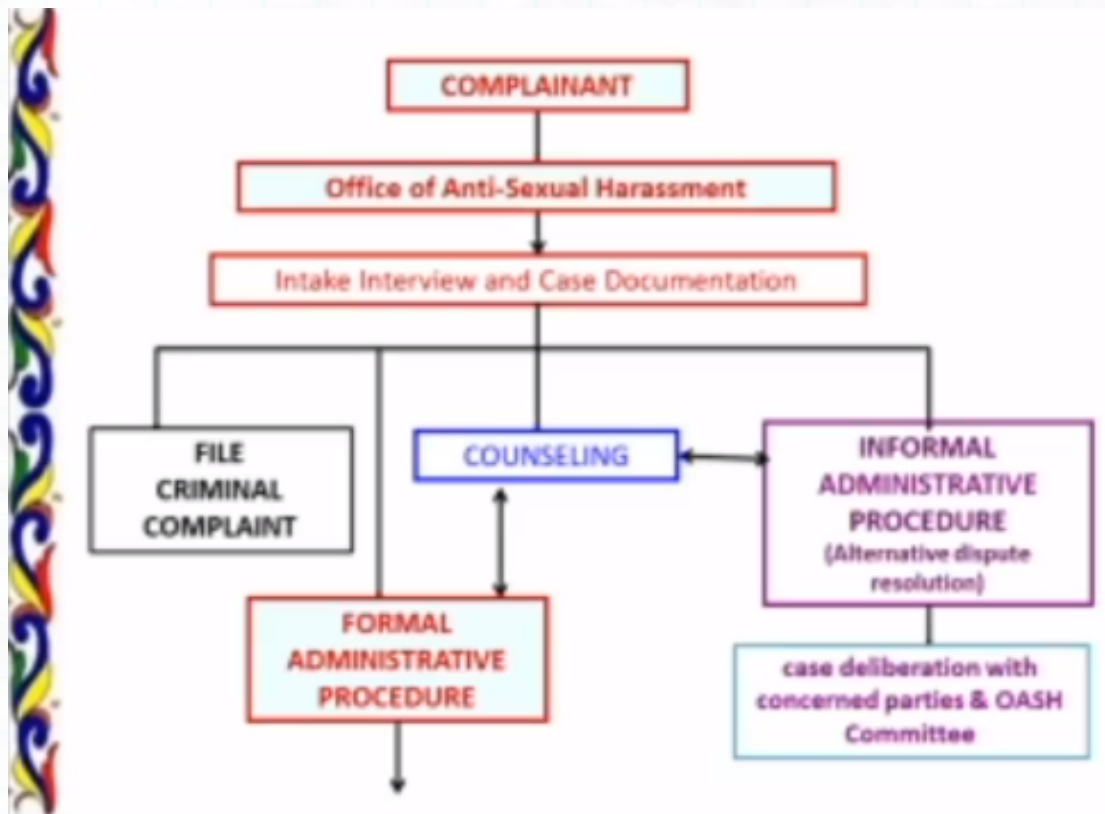 COMPLAINANT
Office of Anti-Sexual Harassment
Intake Interview and Case Documentation
FILE
CRIMINAL
COMPLAINT
COUNSELING
INFORMAL
ADMINISTRATIVE
PROCEDURE
(Alternative dispute
resolution)
FORMAL
ADMINISTRATIVE
PROCEDURE
case deliberation with
concerned parties & OASH
Committee